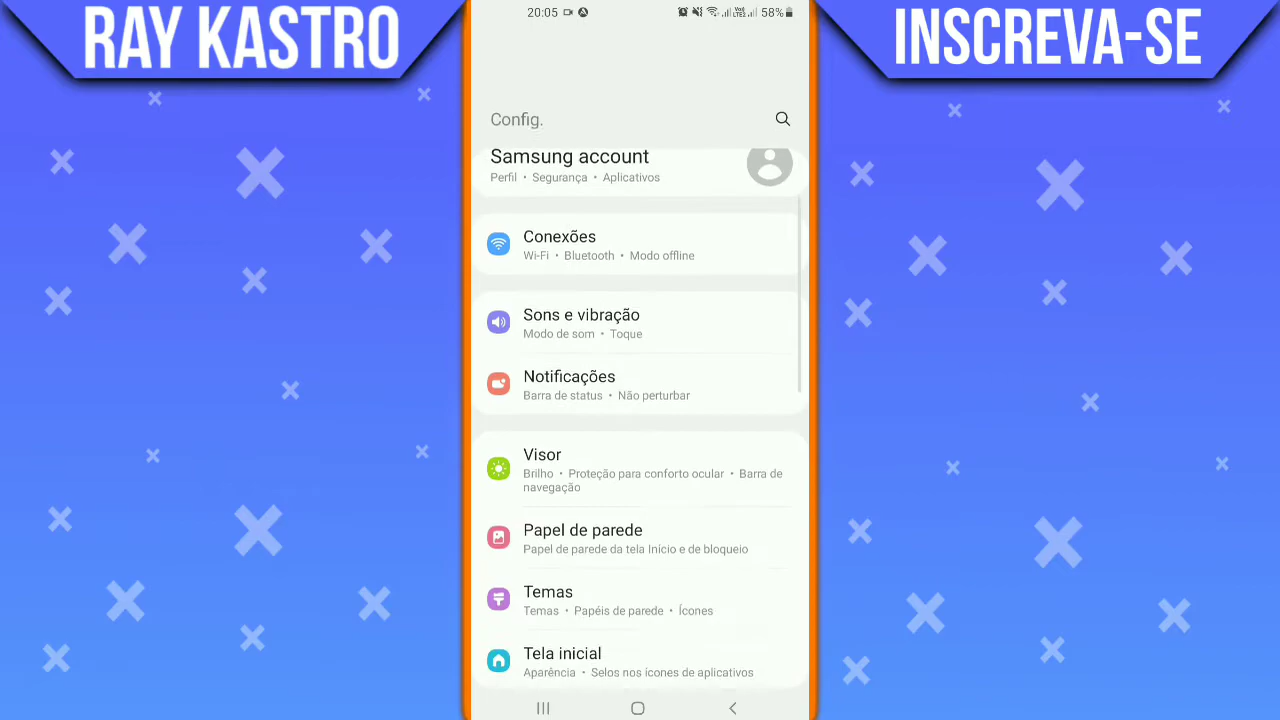 RAY KASTRO
INSCREVA-SE
20:05
58%
Config.
Samsung account
Perfil • Segurança • Aplicativos
Conexões
Wi-Fi • Bluetooth • Modo offline
Sons e vibração
Modo de som • Toque
Notificações
Barra de status • Não perturbar
Visor
Brilho • Proteção para conforto ocular • Barra de
navegação
Papel de parede
Papel de parede da tela Início e de bloqueio
Temas
Temas • Papéis de parede • Ícones
Tela inicial
Aparência • Selos nos ícones de aplicativos